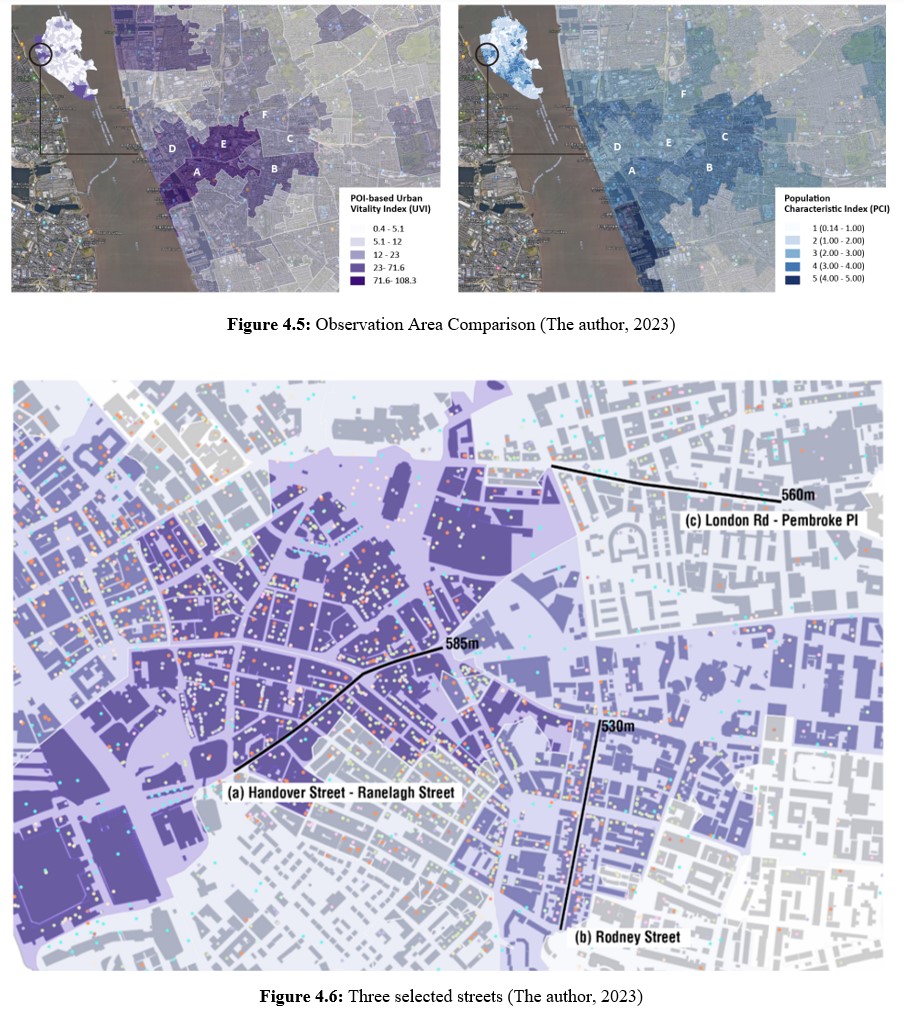 F
C
D
E
A
B
POI-based Urban
Vitality Index (UVI)
0.4 - 5.1
5.1 - 12
12 - 23
23- 71.6
71.6- 108.3
F
C
D
E
A
B
Population
Characteristic Index (PCI)
1 (0.14 - 1.00)
2 (1.00 - 2.00)
3 (2.00 - 3.00)
4 (3.00 - 4.00)
5 (4.00 - 5.00)
Figure 4.5: Observation Area Comparison (The author, 2023)
560m
(c) London Rd - Pembroke Pl
585m
530m
(a) Handover Street - Ranelagh Street
(b) Rodney Street
Figure 4.6: Three selected streets (The author, 2023)